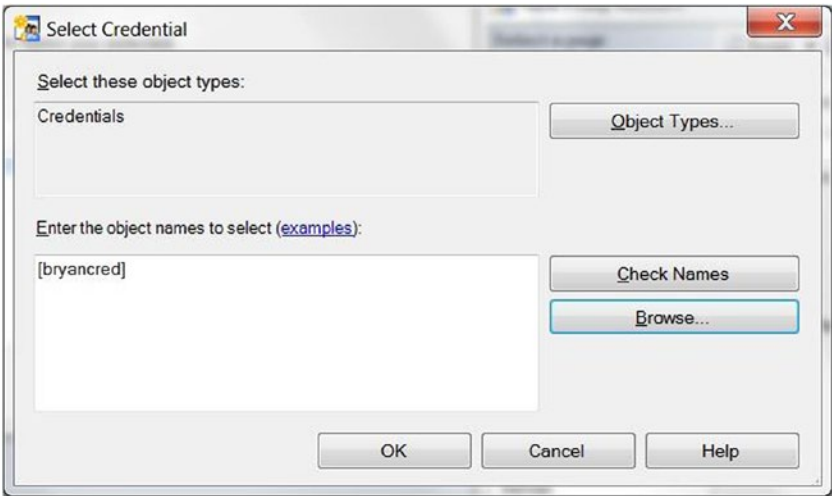 Select Credential
Select these object types:
Credentials
Object Types...
Enter the object names to select (examples):
[bryancred]
Check Names
Browse...
OK
Cancel
Help